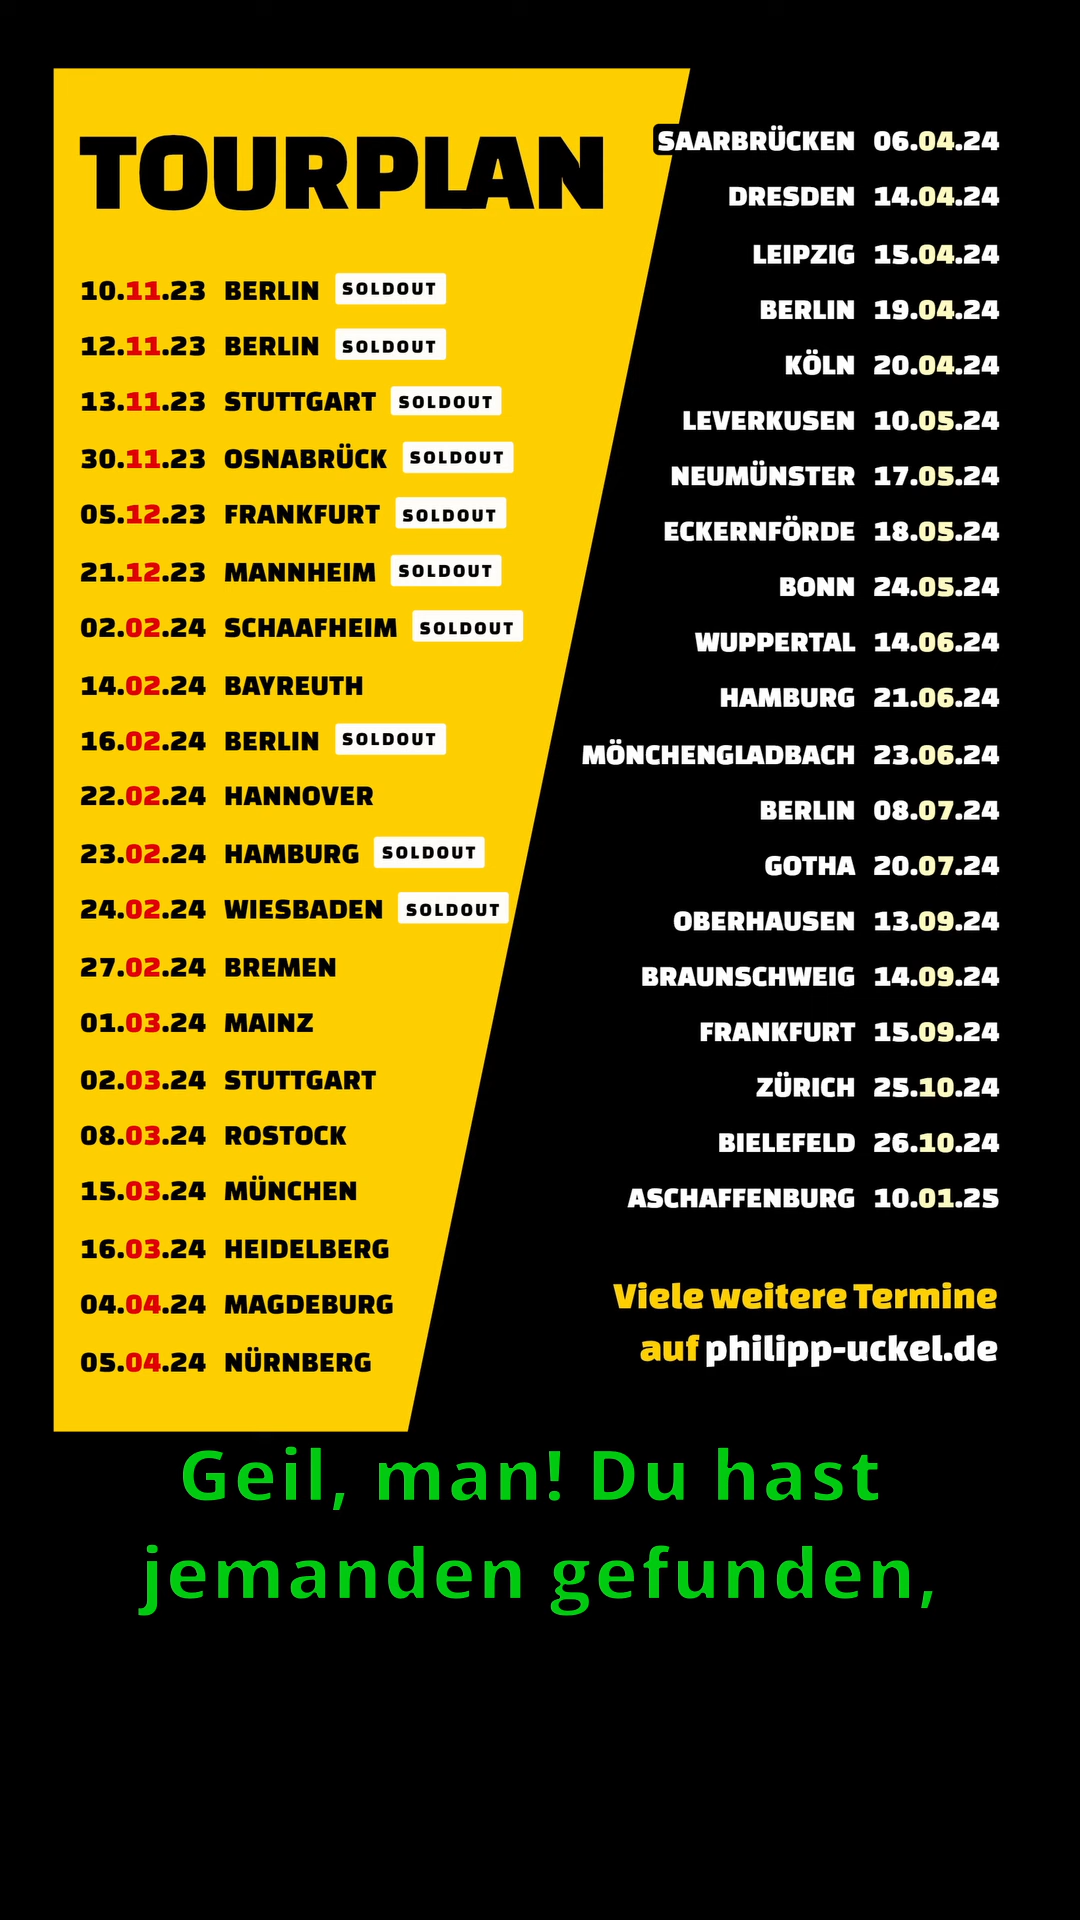 TOURPLAN
10.11.23 BERLIN SOLDOUT
12.11.23 BERLIN SOLDOUT
13.11.23 STUTTGART SOLDOUT
30.11.23 OSNABRÜCK SOLDOUT
05.12.23 FRANKFURT SOLDOUT
21.12.23 MANNHEIM SOLDOUT
02.02.24 SCHAAFHEIM SOLDOUT
14.02.24 BAYREUTH
16.02.24 BERLIN SOLDOUT
22.02.24 HANNOVER
23.02.24 HAMBURG SOLDOUT
24.02.24 WIESBADEN SOLDOUT
27.02.24 BREMEN
01.03.24 MAINZ
02.03.24 STUTTGART
08.03.24 ROSTOCK
15.03.24 MÜNCHEN
16.03.24 HEIDELBERG
04.04.24 MAGDEBURG
05.04.24 NÜRNBERG
SAARBRÜCKEN 06.04.24
DRESDEN 14.04.24
LEIPZIG 15.04.24
BERLIN 19.04.24
KÖLN 20.04.24
LEVERKUSEN 10.05.24
NEUMÜNSTER 17.05.24
ECKERNFÖRDE 18.05.24
BONN 24.05.24
WUPPERTAL 14.06.24
HAMBURG 21.06.24
MÖNCHENGLADBACH 23.06.24
BERLIN 08.07.24
GOTHA 20.07.24
OBERHAUSEN 13.09.24
BRAUNSCHWEIG 14.09.24
FRANKFURT 15.09.24
ZÜRICH 25.10.24
BIELEFELD 26.10.24
ASCHAFFENBURG 10.01.25
Viele weitere Termine
auf philipp-uckel.de
Geil, man! Du hast
jemanden gefunden,